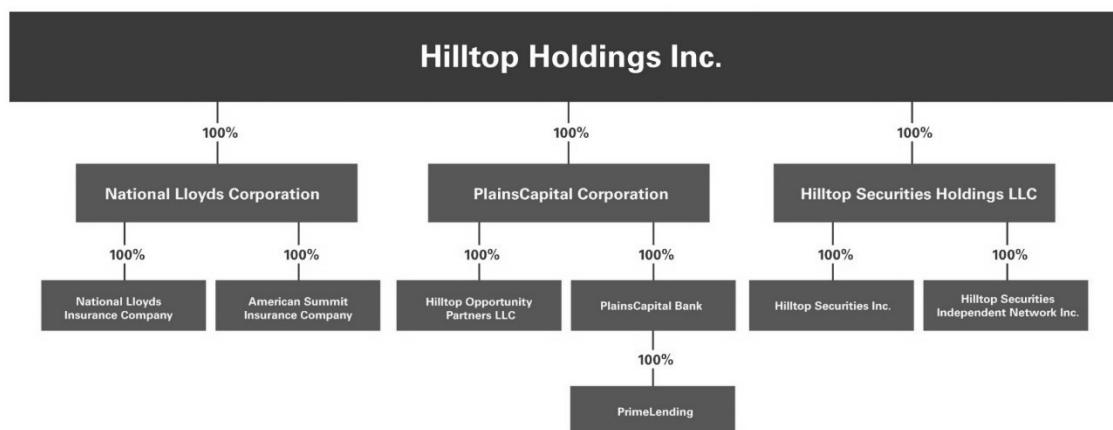 Hilltop Holdings Inc.
100%
100%
100%
National Lloyds Corporation
PlainsCapital Corporation
Hilltop Securities Holdings LLC
100%
100%
100%
100%
100%
100%
National Lloyds
Insurance Company
American Summit
Insurance Company
Hilltop Opportunity
Partners LLC
PlainsCapital Bank
Hilltop Securities Inc.
Hilltop Securities
Independent Network Inc.
100%
PrimeLending